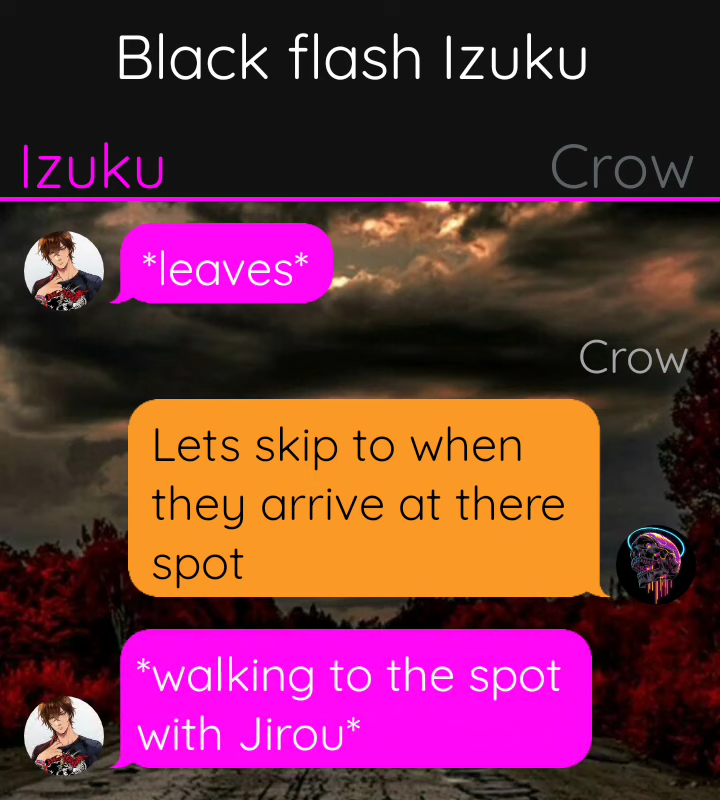 Black flash Izuku
Izuku
Crow
*leaves*
Crow
Lets skip to when
they arrive at there
spot
*walking to the spot
with Jirou*